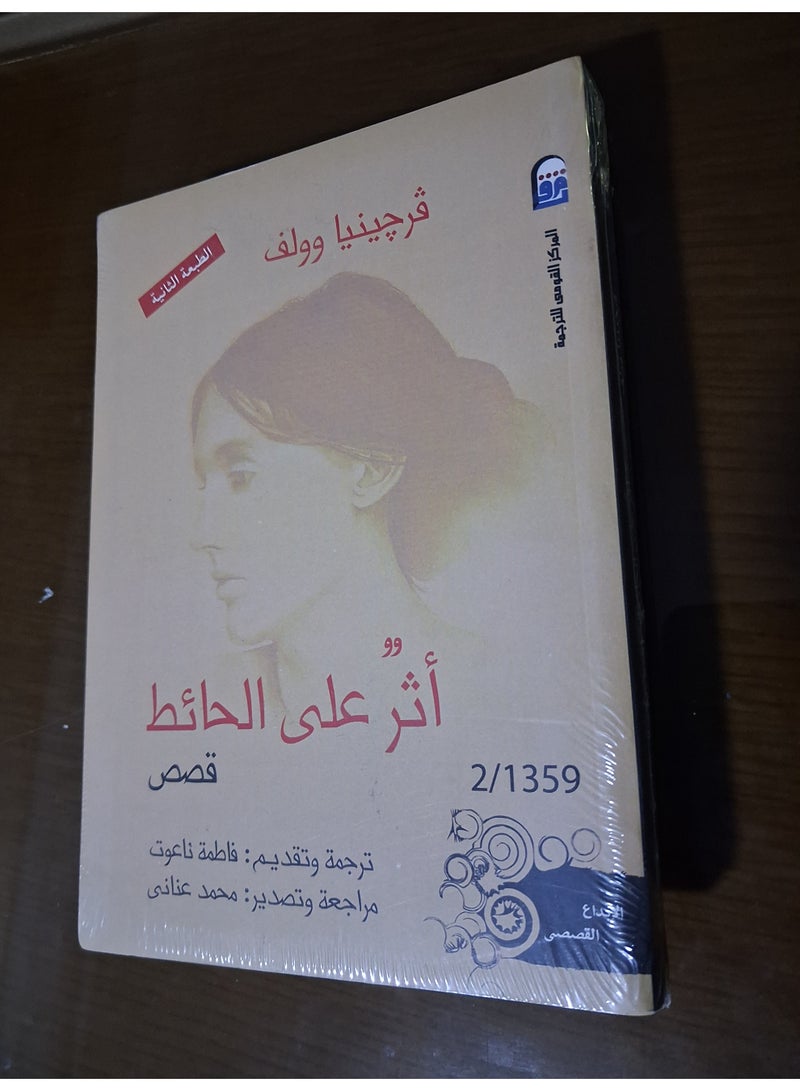 ڤرچينيا وولف
الطبعة الثانية
المركز القومى للترجمة
أثرٌ على الحائط
قصص
2/1359
ترجمة وتقديم: فاطمة ناعوت
مراجعة وتصدير: محمد عنانى
الإبداع
القصصى